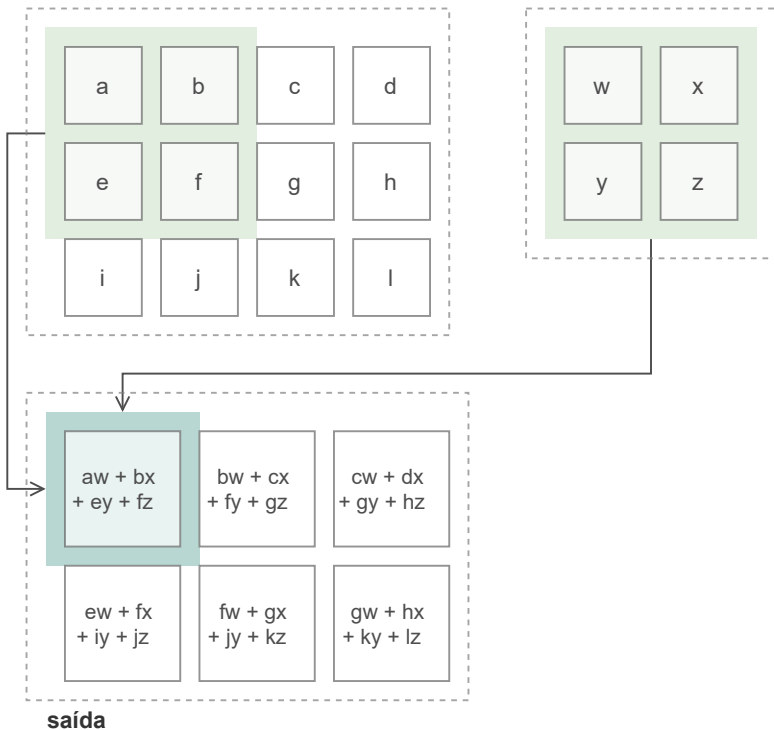 a b c d
e f g h
i j k l
w x
y z
aw + bx
+ ey + fz
bw + cx
+ fy + gz
cw + dx
+ gy + hz
ew + fx
+ iy + jz
fw + gx
+ jy + kz
gw + hx
+ ky + lz
saída